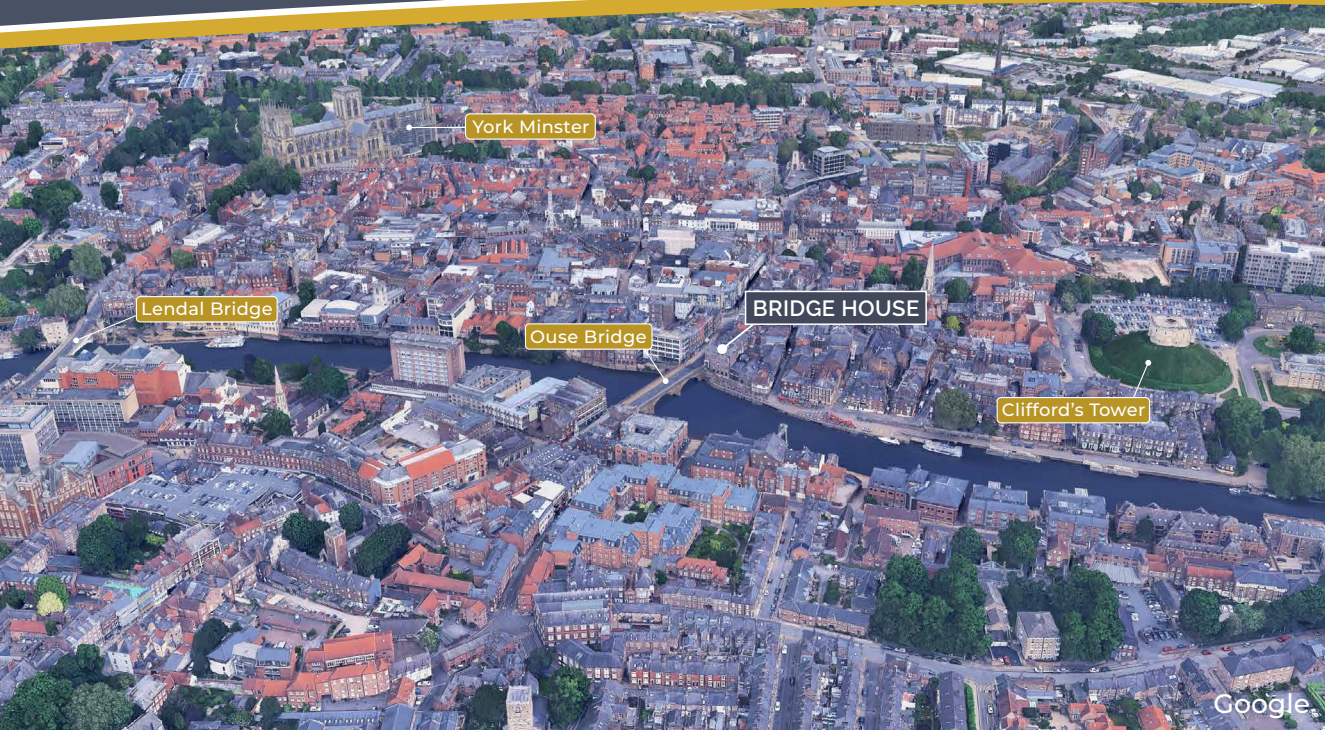 York Minster
Lendal Bridge
BRIDGE HOUSE
Ouse Bridge
Clifford's Tower
Google